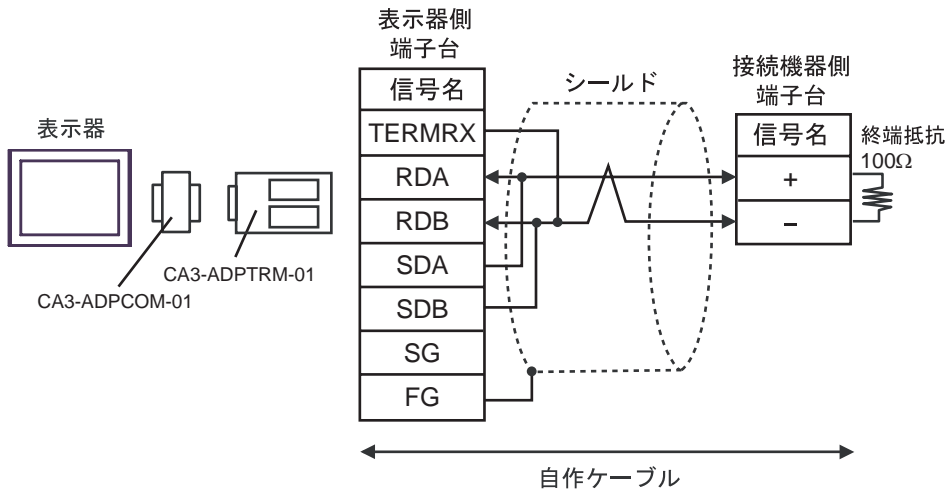 表示器
CA3-ADPCOM-01
CA3-ADPTRM-01
表示器側
端子台
信号名
TERMRX
RDA
RDB
SDA
SDB
SG
FG
シールド
接続機器側
端子台
信号名
+
−
終端抵抗
100Ω
自作ケーブル